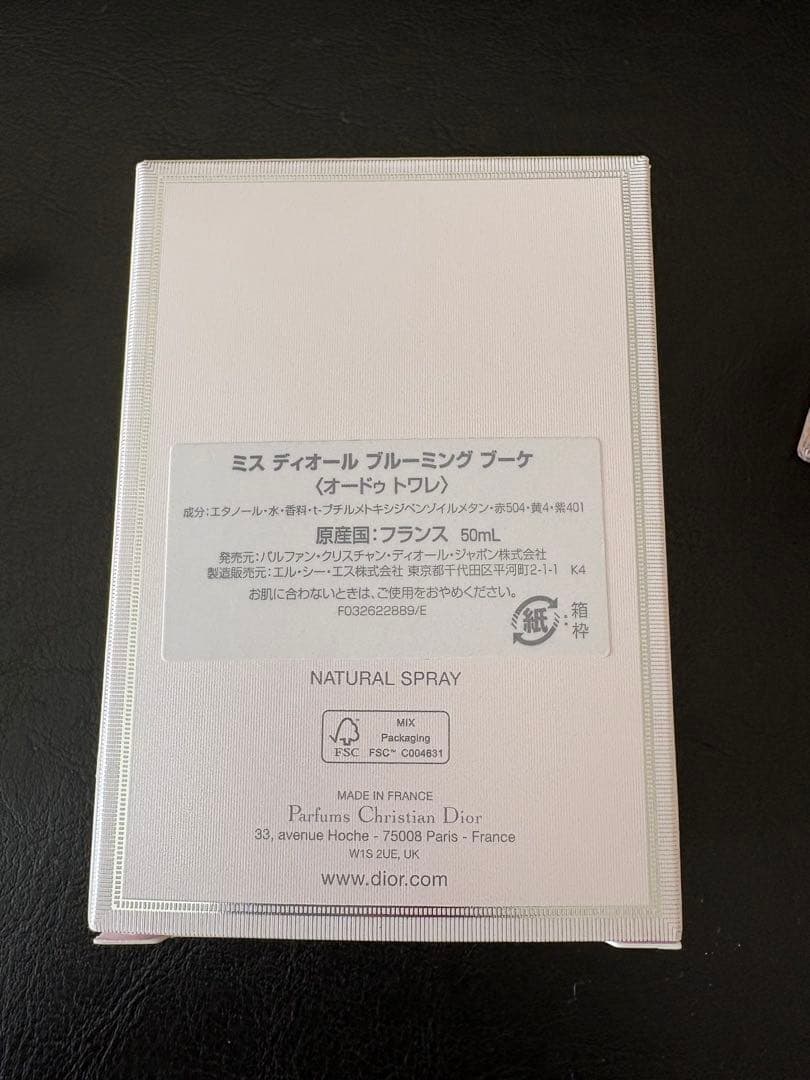 ミス ディオール ブルーミング ブーケ
〈オードゥ トワレ〉
成分：エタノール・水・香料・t-ブチルメトキシジベンゾイルメタン・赤504・黄4・紫401
原産国：フランス 50mL
発売元：パルファン・クリスチャン・ディオール・ジャポン株式会社
製造販売元：エル・シー・エス株式会社 東京都千代田区平河町2-1-1 K4
お肌に合わないときは、ご使用をおやめください。
F032622889/E
紙：箱
枠
NATURAL SPRAY
MIX
Packaging
FSC FSC™ C004631
MADE IN FRANCE
Parfums Christian Dior
33, avenue Hoche - 75008 Paris - France
W1S 2UE, UK
www.dior.com